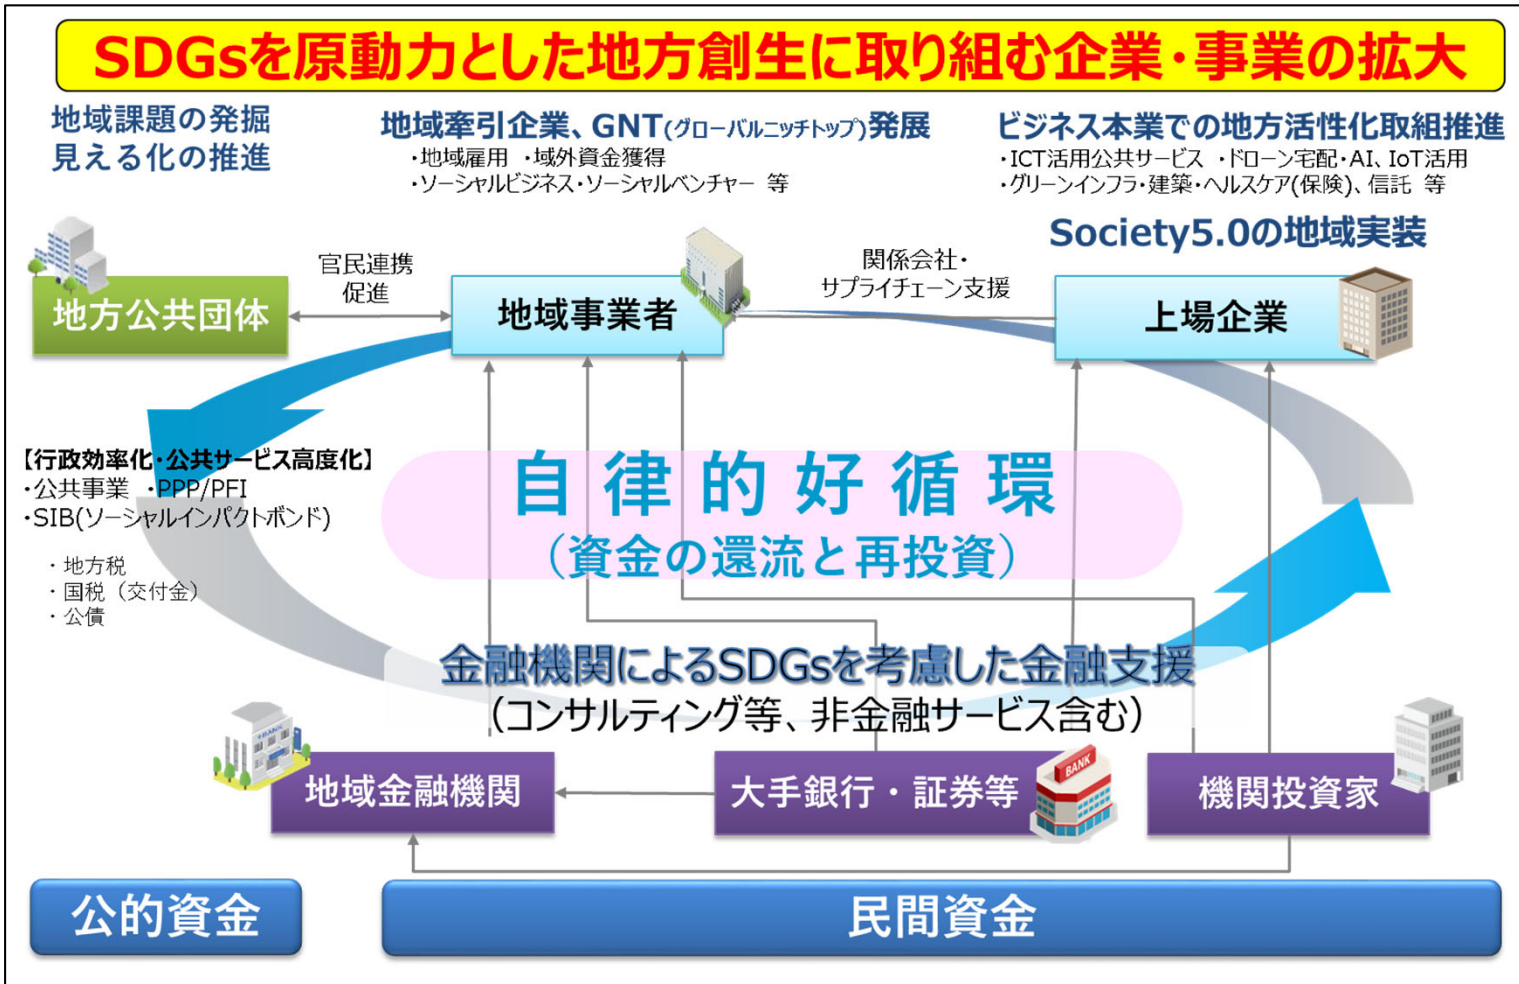 SDGsを原動力とした地方創生に取り組む企業・事業の拡大
地域課題の発掘
見える化の推進
地域牽引企業、GNT(グローバルニッチトップ)発展
・地域雇用 ・域外資金獲得
・ソーシャルビジネス・ソーシャルベンチャー 等
ビジネス本業での地方活性化取組推進
・ICT活用公共サービス ・ドローン宅配・AI、IoT活用
・グリーンインフラ・建築・ヘルスケア(保険)、信託 等
Society5.0の地域実装
地方公共団体
官民連携
促進
地域事業者
関係会社・
サプライチェーン支援
上場企業
【行政効率化・公共サービス高度化】
・公共事業 ・PPP/PFI
・SIB(ソーシャルインパクトボンド)
・地方税
・国税（交付金）
・公債
自律的好循環
（資金の還流と再投資）
金融機関によるSDGsを考慮した金融支援
（コンサルティング等、非金融サービス含む）
BANK
地域金融機関
大手銀行・証券等
BANK
機関投資家
公的資金
民間資金